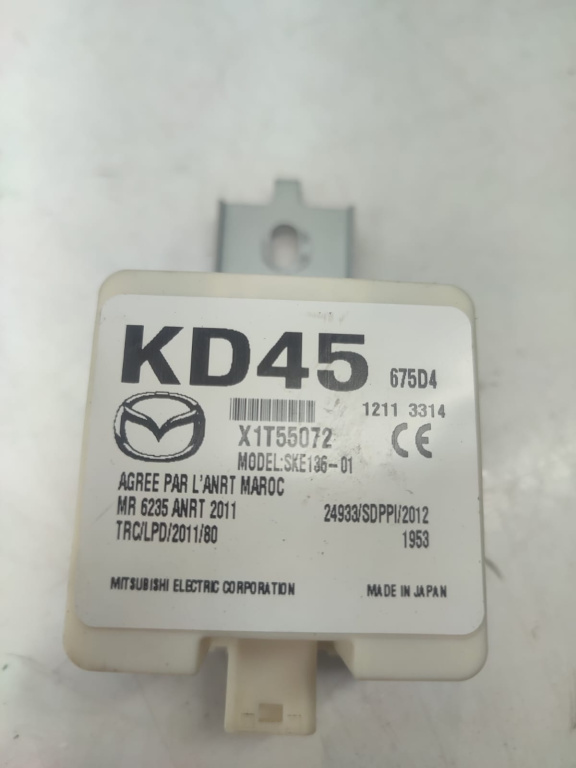 KD45 675D4
1211 3314
X1T55072 CE
MODEL:SKE136-01
AGREE PAR L'ANRT MAROC
MR 6235 ANRT 2011 24933/SDPPI/2012
TRC/LPD/2011/80 1953
MITSUBISHI ELECTRIC CORPORATION MADE IN JAPAN